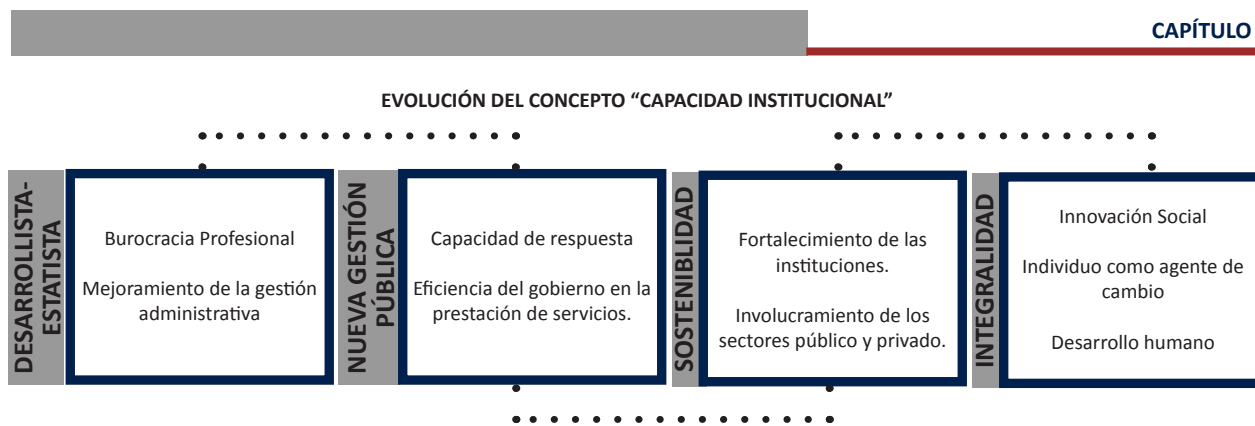 CAPÍTULO
EVOLUCIÓN DEL CONCEPTO “CAPACIDAD INSTITUCIONAL”
DESARROLLISTA-
ESTATISTA
Burocracia Profesional
Mejoramiento de la gestión
administrativa
NUEVA GESTIÓN
PÚBLICA
Capacidad de respuesta
Eficiencia del gobierno en la
prestación de servicios.
SOSTENIBLIDAD
Fortalecimiento de las
instituciones.
Involucramiento de los
sectores público y privado.
INTEGRALIDAD
Innovación Social
Individuo como agente de
cambio
Desarrollo humano